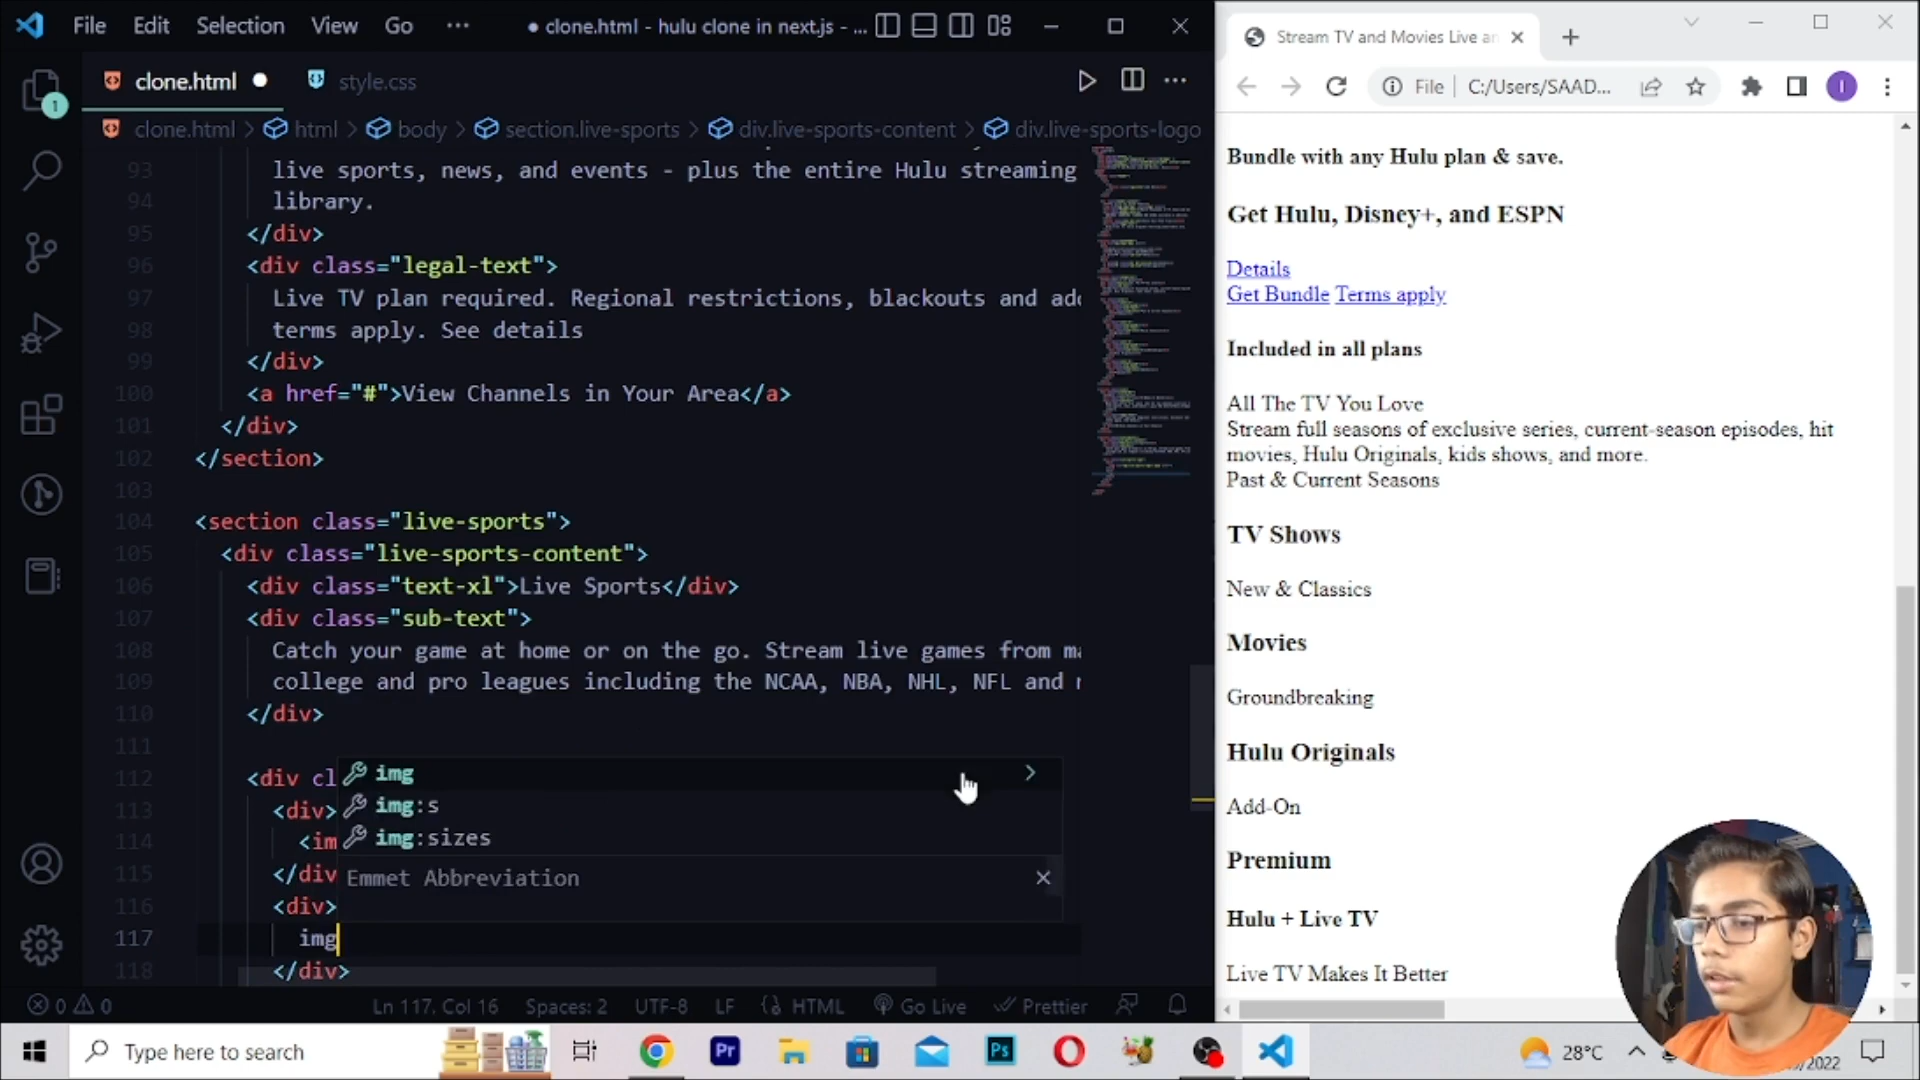 File Edit Selection View Go ··· ● clone.html - hulu clone in next.js - ...
clone.html ● style.css
1
clone.html > html > body > section.live-sports > div.live-sports-content > div.live-sports-logo
93 live sports, news, and events - plus the entire Hulu streaming
94 library.
95 </div>
96 <div class="legal-text">
97 Live TV plan required. Regional restrictions, blackouts and add
98 terms apply. See details
99 </div>
100 <a href="#">View Channels in Your Area</a>
101 </div>
102 </section>
103
104 <section class="live-sports">
105 <div class="live-sports-content">
106 <div class="text-xl">Live Sports</div>
107 <div class="sub-text">
108 Catch your game at home or on the go. Stream live games from ma
109 college and pro leagues including the NCAA, NBA, NHL, NFL and
110 </div>
111
112 <div cl
113 <div>
114 <im
115 </div
116 <div>
117 img
118 </div>
img
img:s
img:sizes
Emmet Abbreviation
0 0 Ln 117, Col 16 Spaces: 2 UTF-8 LF HTML Go Live Prettier
Stream TV and Movies Live an
File | C:/Users/SAAD... I
Bundle with any Hulu plan & save.
Get Hulu, Disney+, and ESPN
Details
Get Bundle Terms apply
Included in all plans
All The TV You Love
Stream full seasons of exclusive series, current-season episodes, hit
movies, Hulu Originals, kids shows, and more.
Past & Current Seasons
TV Shows
New & Classics
Movies
Groundbreaking
Hulu Originals
Add-On
Premium
Hulu + Live TV
Live TV Makes It Better
Type here to search
Pr
Ps
28°C
/2022